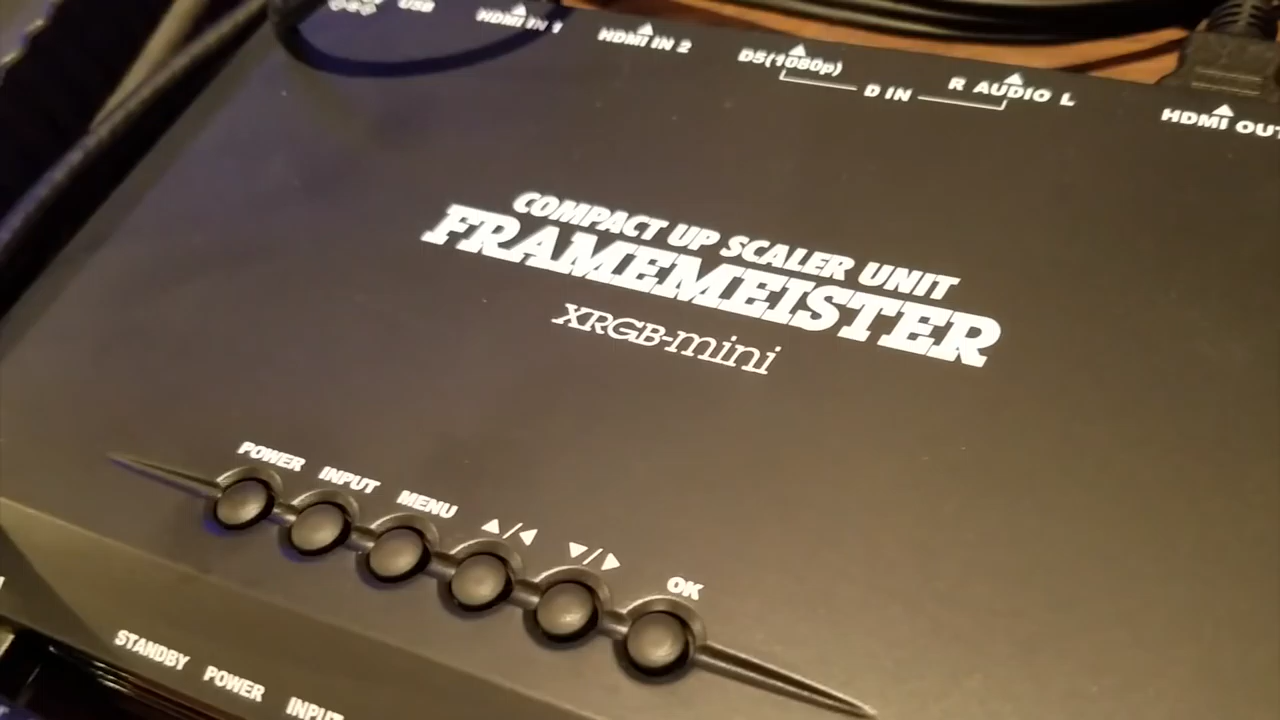 USB
HDMI IN 1
HDMI IN 2
D5(1080p)
D IN
R AUDIO L
HDMI OUT
COMPACT UP SCALER UNIT
FRAMEMEISTER
XRGB-mini
POWER
INPUT
MENU
▲/◀
▼/▶
OK
STANDBY
POWER
INPUT